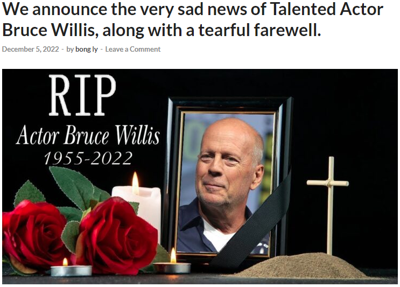 We announce the very sad news of Talented Actor
Bruce Willis, along with a tearful farewell.
December 5, 2022 - by bong ly - Leave a Comment
RIP
Actor Bruce Willis
1955-2022